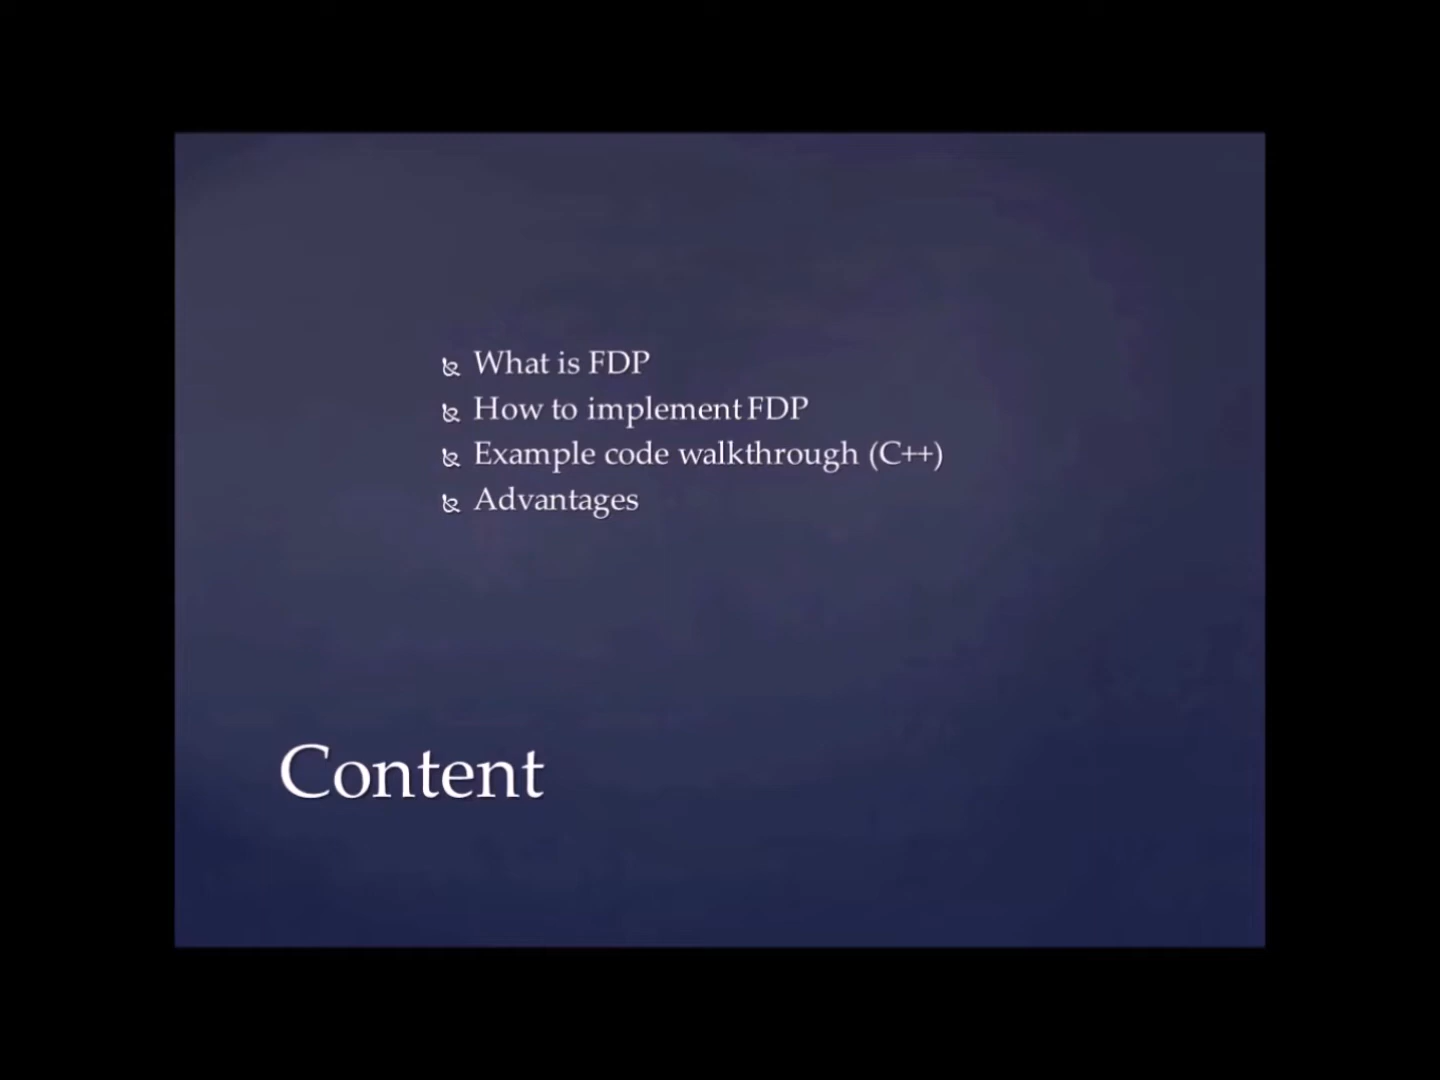 What is FDP
How to implement FDP
Example code walkthrough (C++)
Advantages
Content